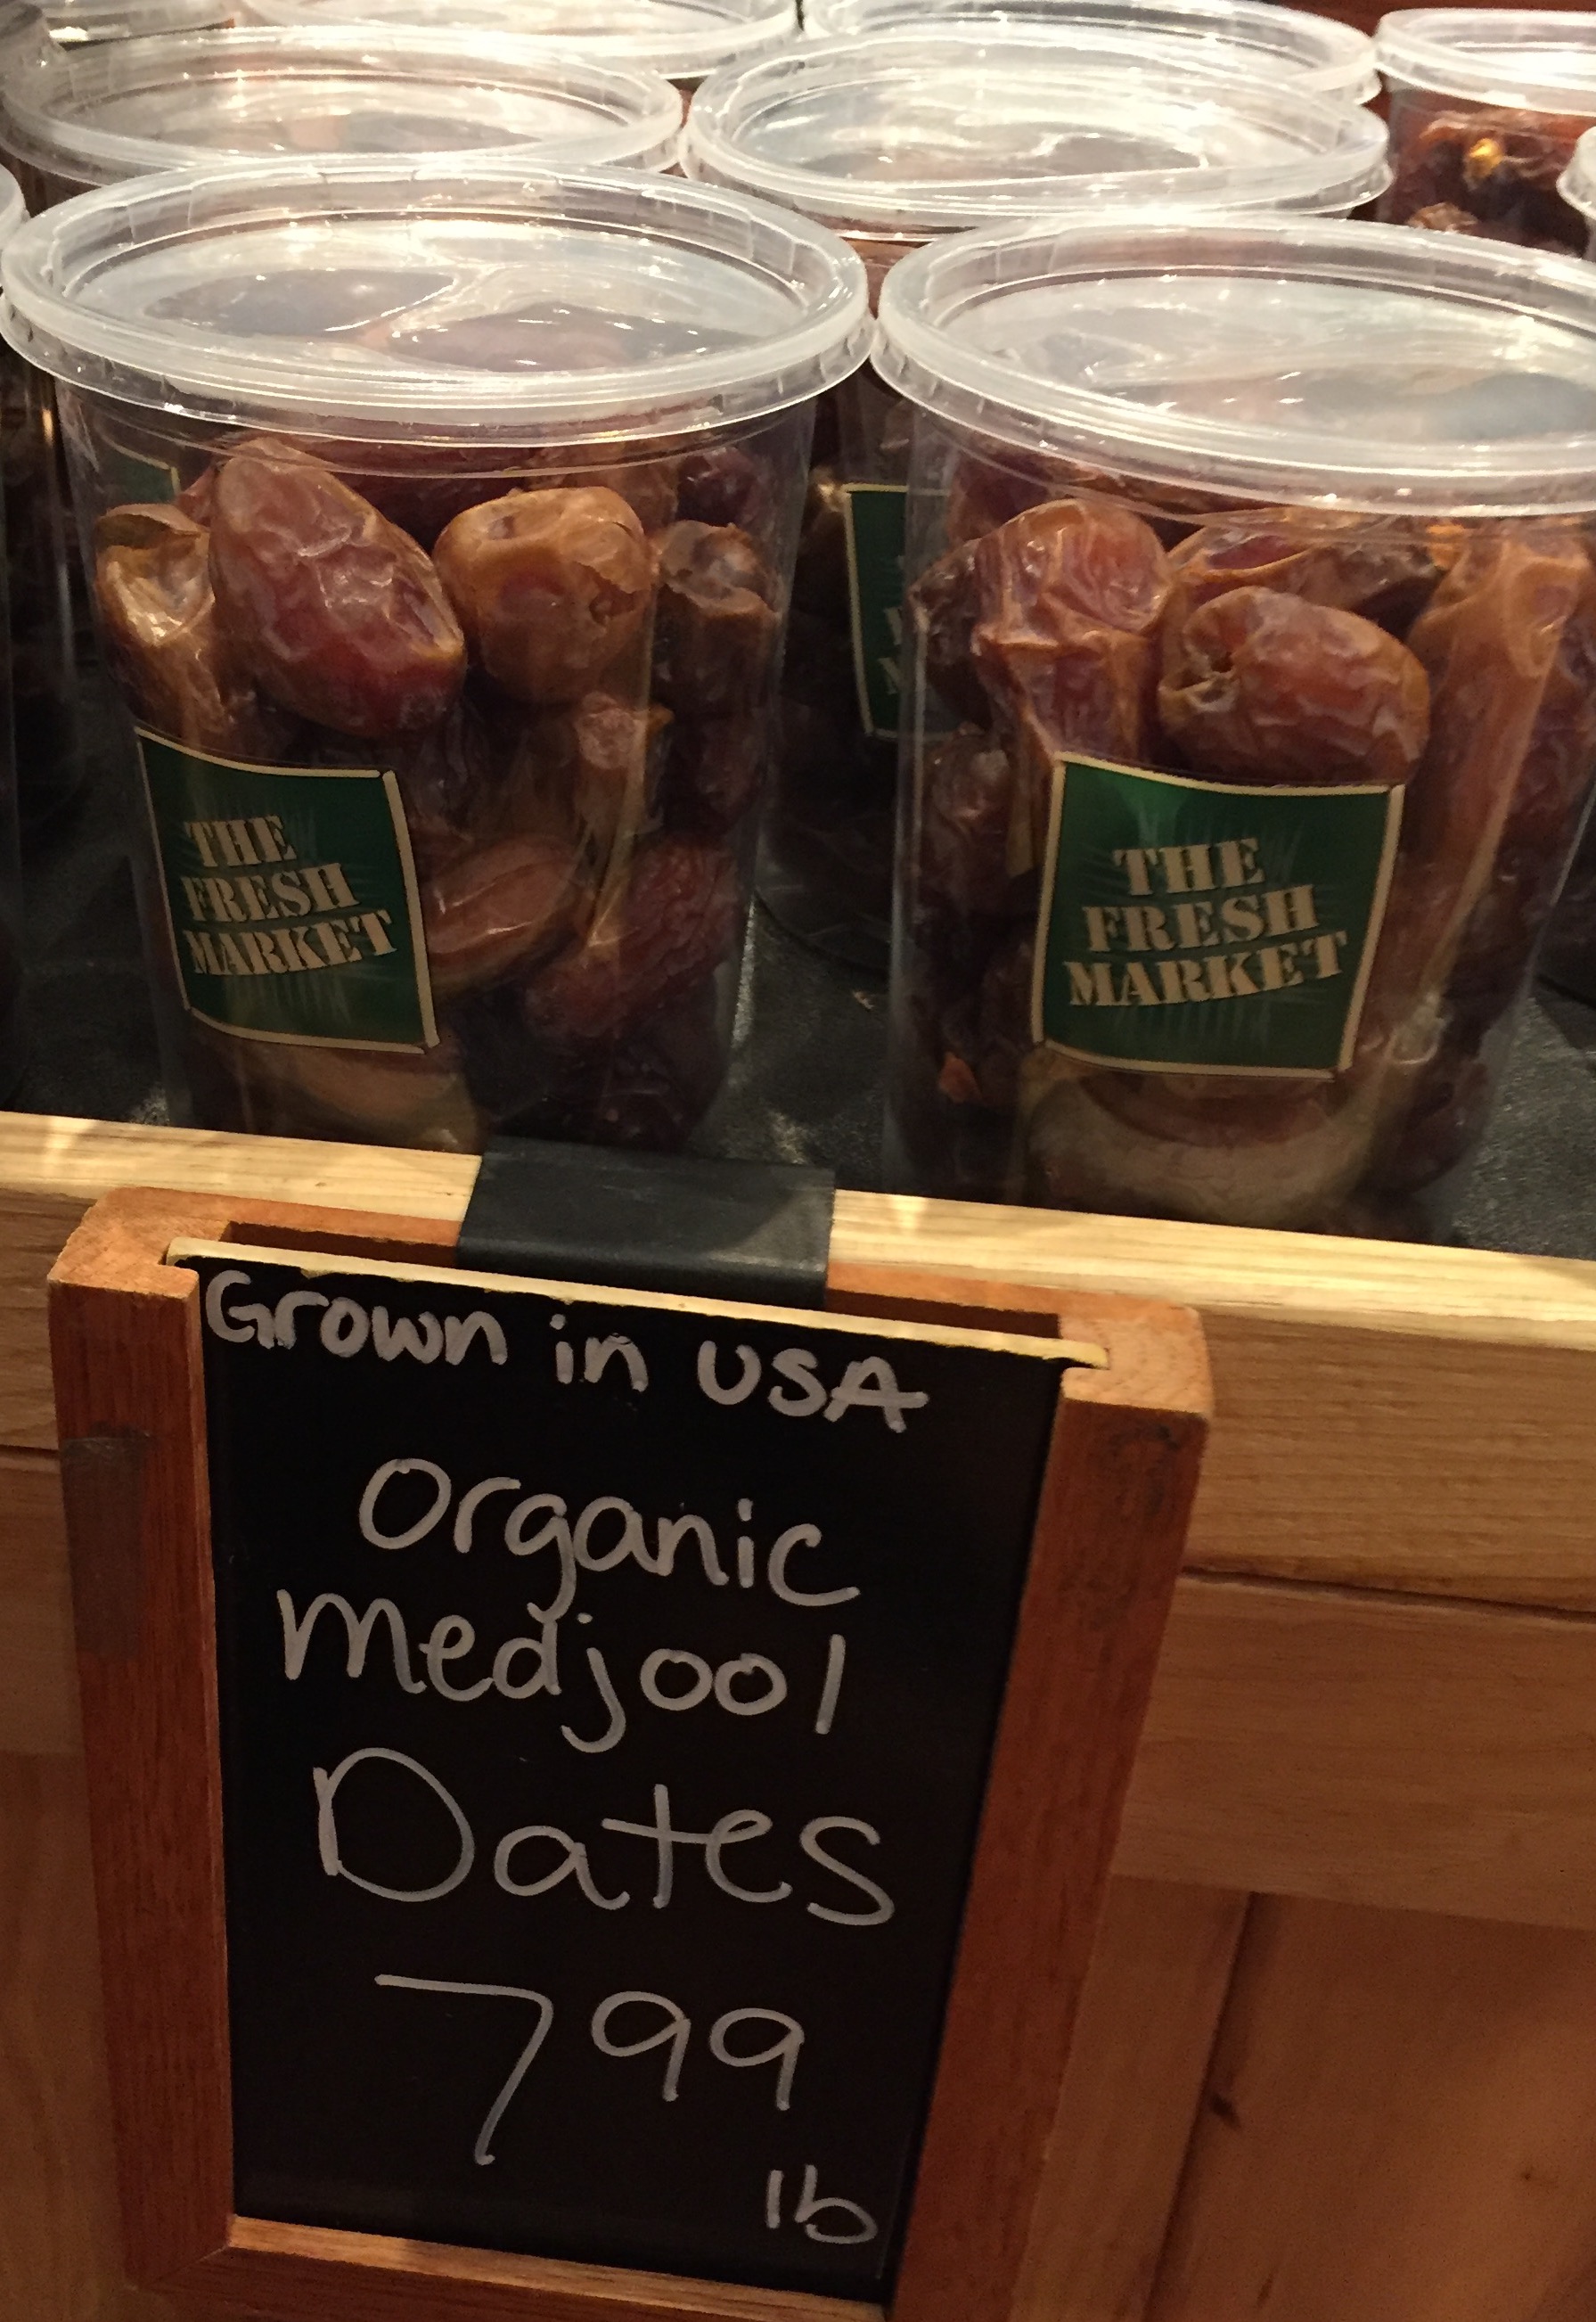 THE
FRESH
MARKET
THE
FRESH
MARKET
Grown in USA
Organic
medjool
Dates
7 99
lb